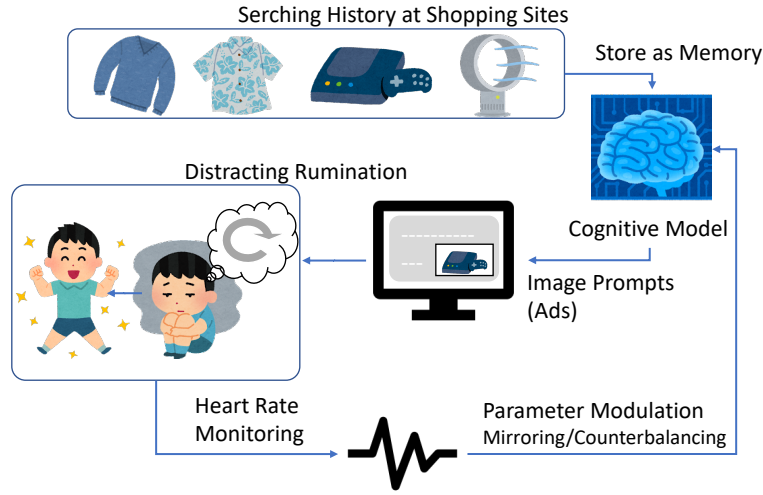 Serching History at Shopping Sites
Store as Memory
Distracting Rumination
Cognitive Model
Image Prompts
(Ads)
Heart Rate
Monitoring
Parameter Modulation
Mirroring/Counterbalancing